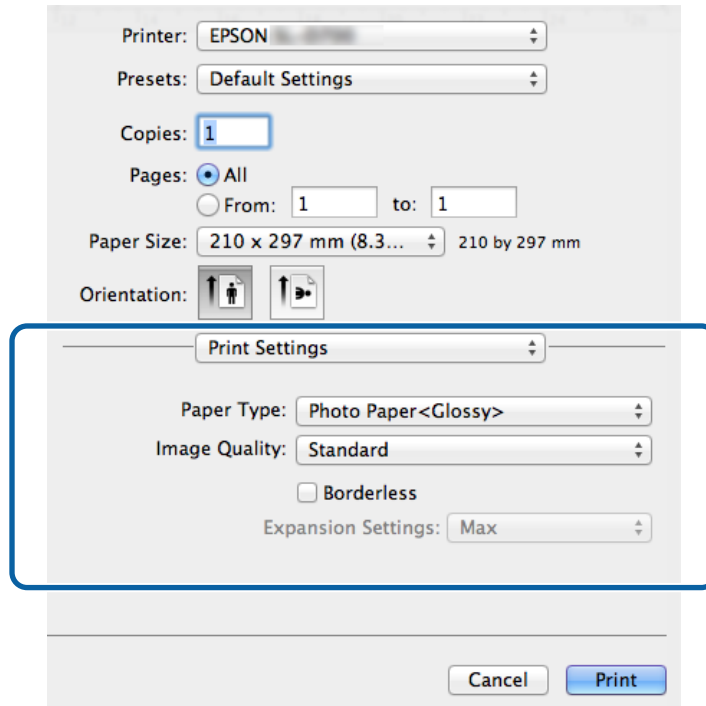 Printer: EPSON
Presets: Default Settings
Copies: 1
Pages: All
From: 1 to: 1
Paper Size: 210 x 297 mm (8.3... 210 by 297 mm
Orientation:
Print Settings
Paper Type: Photo Paper<Glossy>
Image Quality: Standard
Borderless
Expansion Settings: Max
Cancel Print